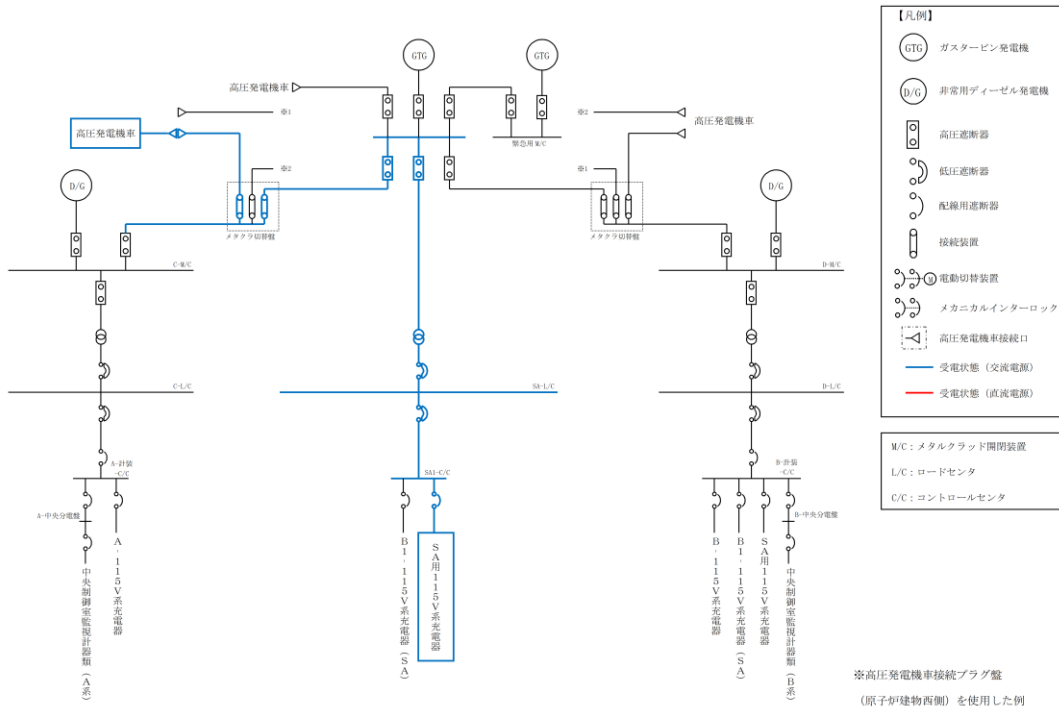 GTG
GTG
高圧発電機車
※1
高圧発電機車
※2
高圧発電機車
緊急用M/C
※2
※1
D/G
D/G
メタクラ切替盤
メタクラ切替盤
C-M/C
D-M/C
C-L/C
SA-L/C
D-L/C
A-計装
-C/C
SA1-C/C
B-計装
-C/C
A-中央分電盤
B-中央分電盤
中央制御室監視計器類(A系)
A-115V系充電器
B1-115V系充電器(SA)
SA用115V系充電器
B-115V系充電器
B1-115V系充電器(SA)
SA用115V系充電器
中央制御室監視計器類(B系)
【凡例】
GTG ガスタービン発電機
D/G 非常用ディーゼル発電機
高圧遮断器
低圧遮断器
配線用遮断器
接続装置
M 電動切替装置
メカニカルインターロック
高圧発電機車接続口
受電状態(交流電源)
受電状態(直流電源)
M/C:メタルクラッド開閉装置
L/C:ロードセンタ
C/C:コントロールセンタ
※高圧発電機車接続プラグ盤
(原子炉建物西側)を使用した例